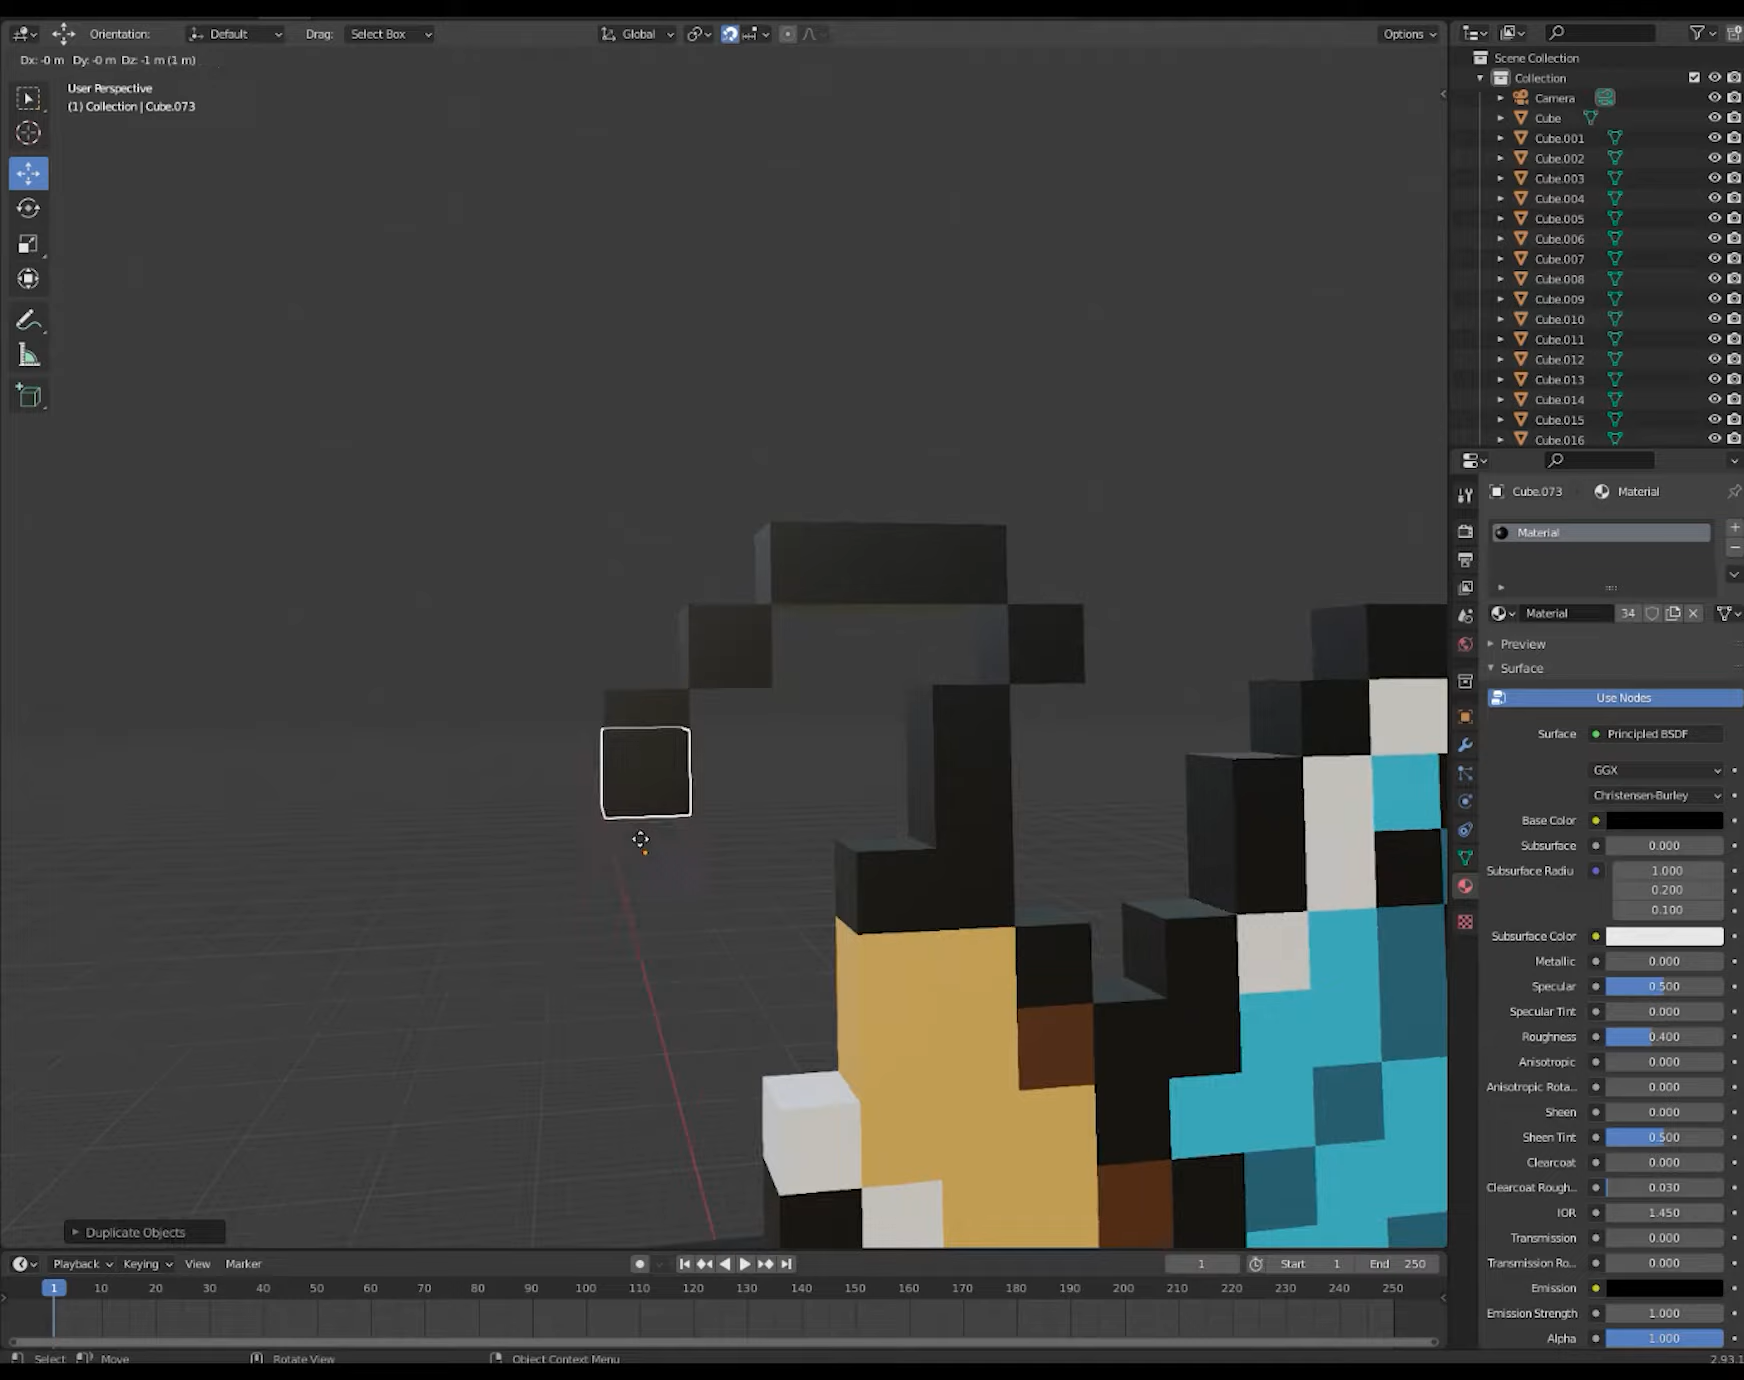 Orientation: Default Drag: Select Box Global Options
Dx: -0 m Dy: -0 m Dz: -1 m (1 m)
User Perspective
(1) Collection | Cube.073
Duplicate Objects
Scene Collection
Collection
Camera
Cube
Cube.001
Cube.002
Cube.003
Cube.004
Cube.005
Cube.006
Cube.007
Cube.008
Cube.009
Cube.010
Cube.011
Cube.012
Cube.013
Cube.014
Cube.015
Cube.016
Cube.073 Material
Material
Material 34
Preview
Surface
Use Nodes
Surface Principled BSDF
GGX
Christensen-Burley
Base Color
Subsurface 0.000
Subsurface Radiu 1.000
0.200
0.100
Subsurface Color
Metallic 0.000
Specular 0.500
Specular Tint 0.000
Roughness 0.400
Anisotropic 0.000
Anisotropic Rota... 0.000
Sheen 0.000
Sheen Tint 0.500
Clearcoat 0.000
Clearcoat Rough... 0.030
IOR 1.450
Transmission 0.000
Transmission Ro... 0.000
Emission
Emission Strength 1.000
Alpha 1.000
Playback Keying View Marker 1 Start 1 End 250
1 10 20 30 40 50 60 70 80 90 100 110 120 130 140 150 160 170 180 190 200 210 220 230 240 250
Select Move Rotate View Object Context Menu 2.93.1